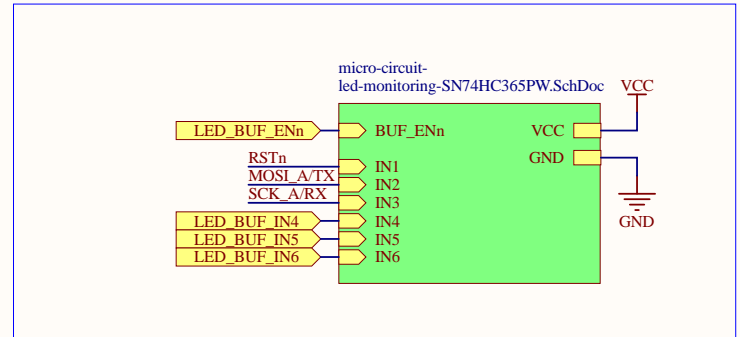 micro-circuit-
led-monitoring-SN74HC365PW.SchDoc
VCC
LED_BUF_ENn
BUF_ENn
VCC
GND
RSTn
IN1
MOSI_A/TX
IN2
SCK_A/RX
IN3
LED_BUF_IN4
IN4
GND
LED_BUF_IN5
IN5
LED_BUF_IN6
IN6